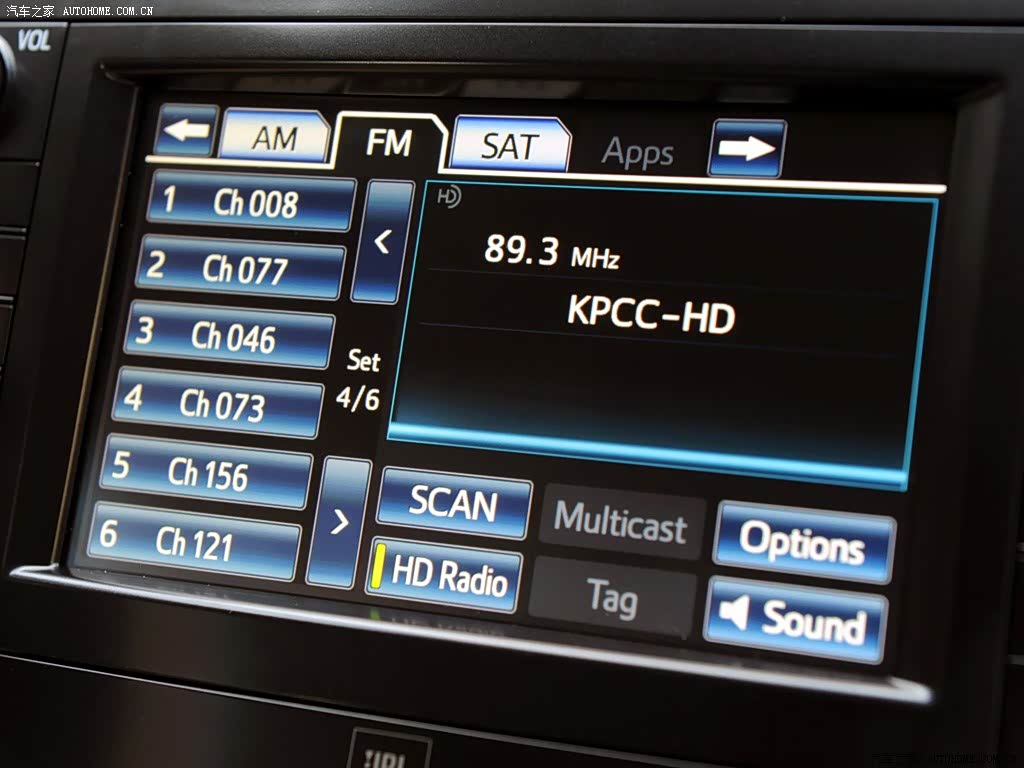 汽车之家 AUTOHOME.COM.CN
VOL
AM FM SAT Apps
1 Ch 008
2 Ch 077
3 Ch 046
4 Ch 073
5 Ch 156
6 Ch 121
<
Set
4/6
>
HD
89.3 MHz
KPCC-HD
SCAN Multicast Options
HD Radio Tag Sound
JBL